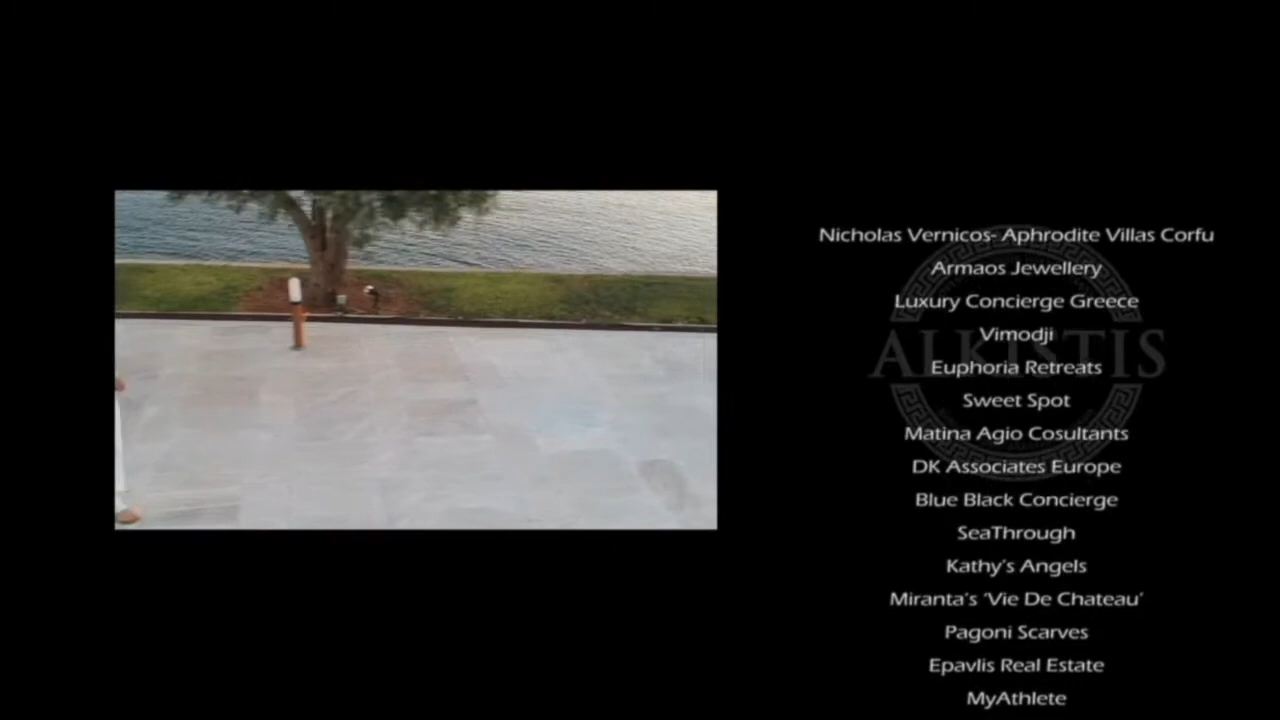 Nicholas Vernicos- Aphrodite Villas Corfu
Armaos Jewellery
Luxury Concierge Greece
Vimodji
ALKISTIS
Euphoria Retreats
Sweet Spot
Matina Agio Cosultants
DK Associates Europe
Blue Black Concierge
SeaThrough
Kathy's Angels
Miranta's 'Vie De Chateau'
Pagoni Scarves
Epavlis Real Estate
MyAthlete